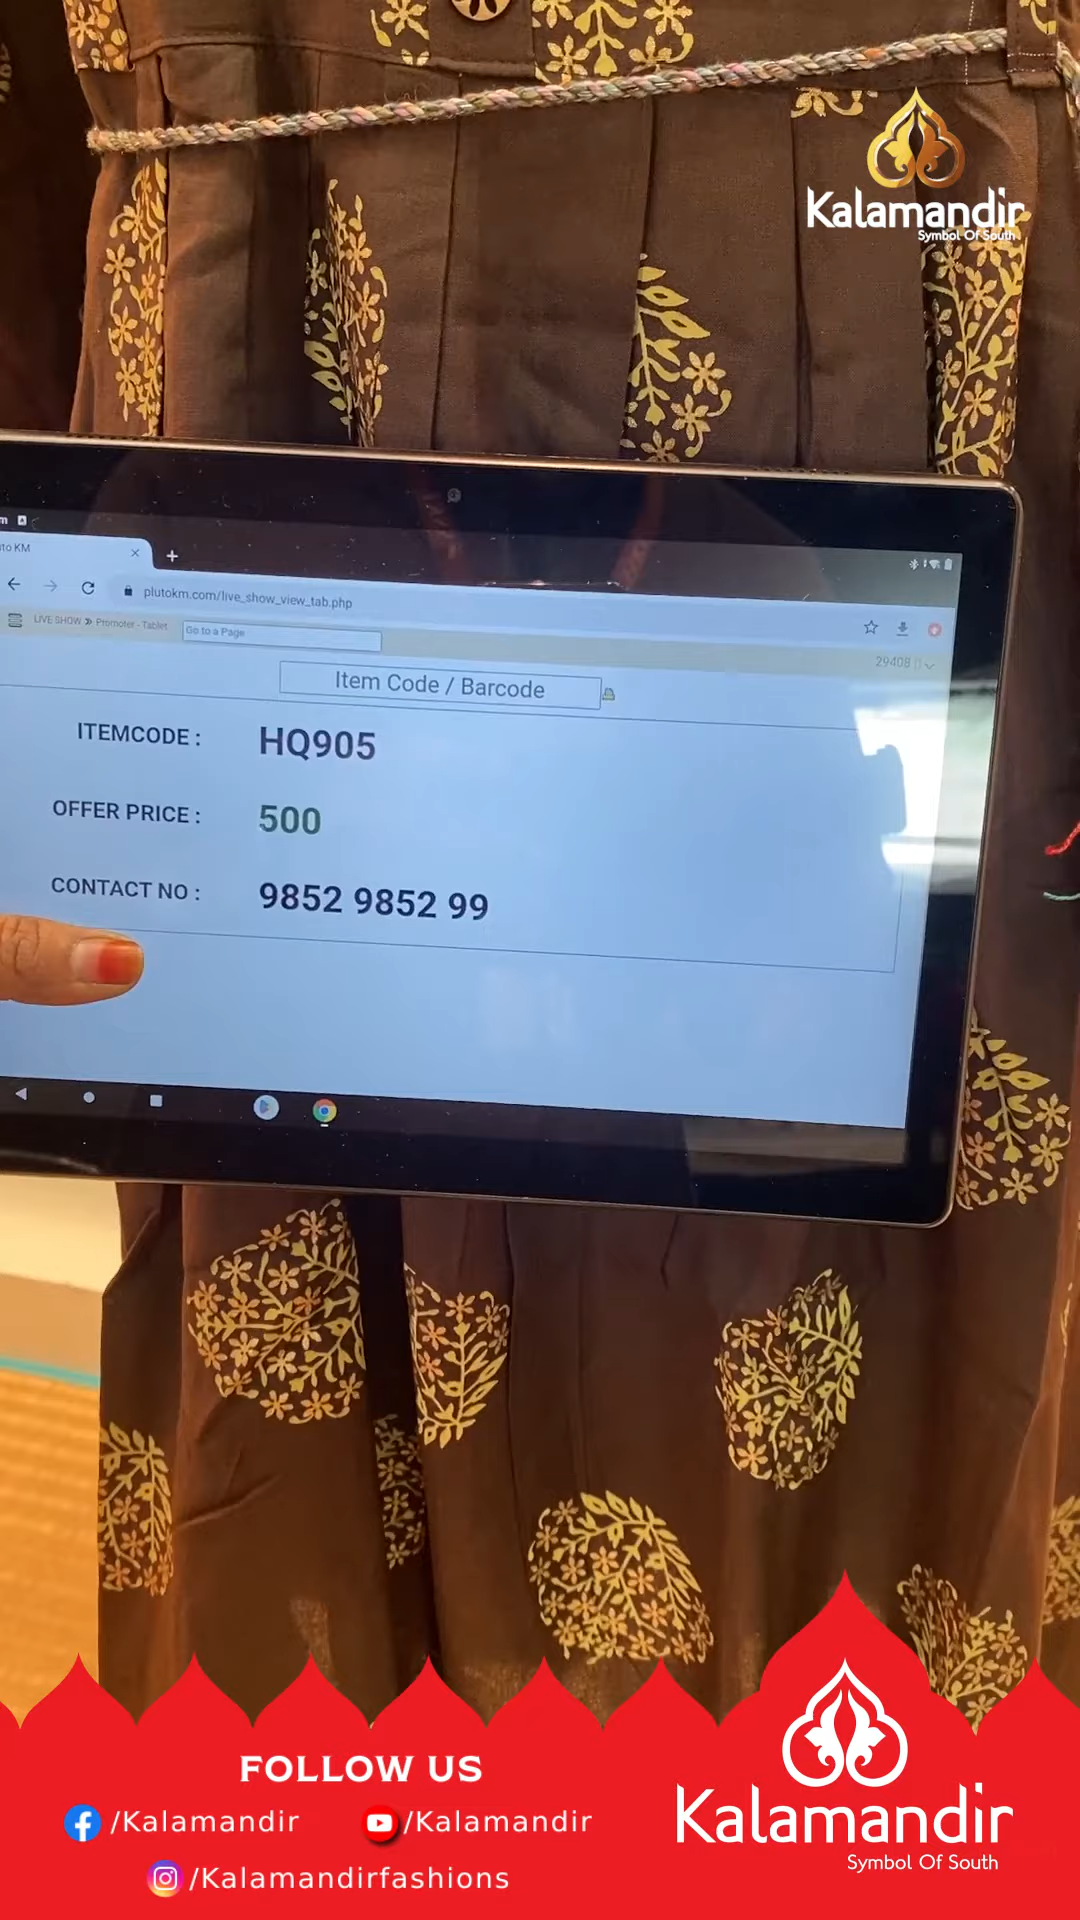 Kalamandir
Symbol Of South
to KM
plutokm.com/live_show_view_tab.php
LIVE SHOW » Promoter - Tablet
Go to a Page
29408
Item Code / Barcode
ITEMCODE : HQ905
OFFER PRICE : 500
CONTACT NO : 9852 9852 99
FOLLOW US
/Kalamandir
/Kalamandir
/Kalamandirfashions
Kalamandir
Symbol Of South